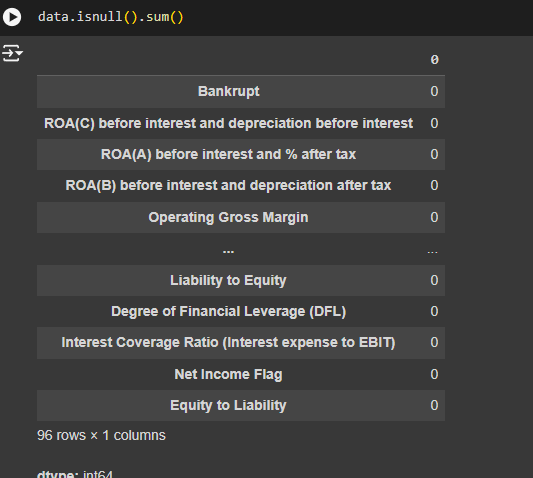 data.isnull().sum()
0
Bankrupt 0
ROA(C) before interest and depreciation before interest 0
ROA(A) before interest and % after tax 0
ROA(B) before interest and depreciation after tax 0
Operating Gross Margin 0
... ...
Liability to Equity 0
Degree of Financial Leverage (DFL) 0
Interest Coverage Ratio (Interest expense to EBIT) 0
Net Income Flag 0
Equity to Liability 0
96 rows × 1 columns
dtype: int64